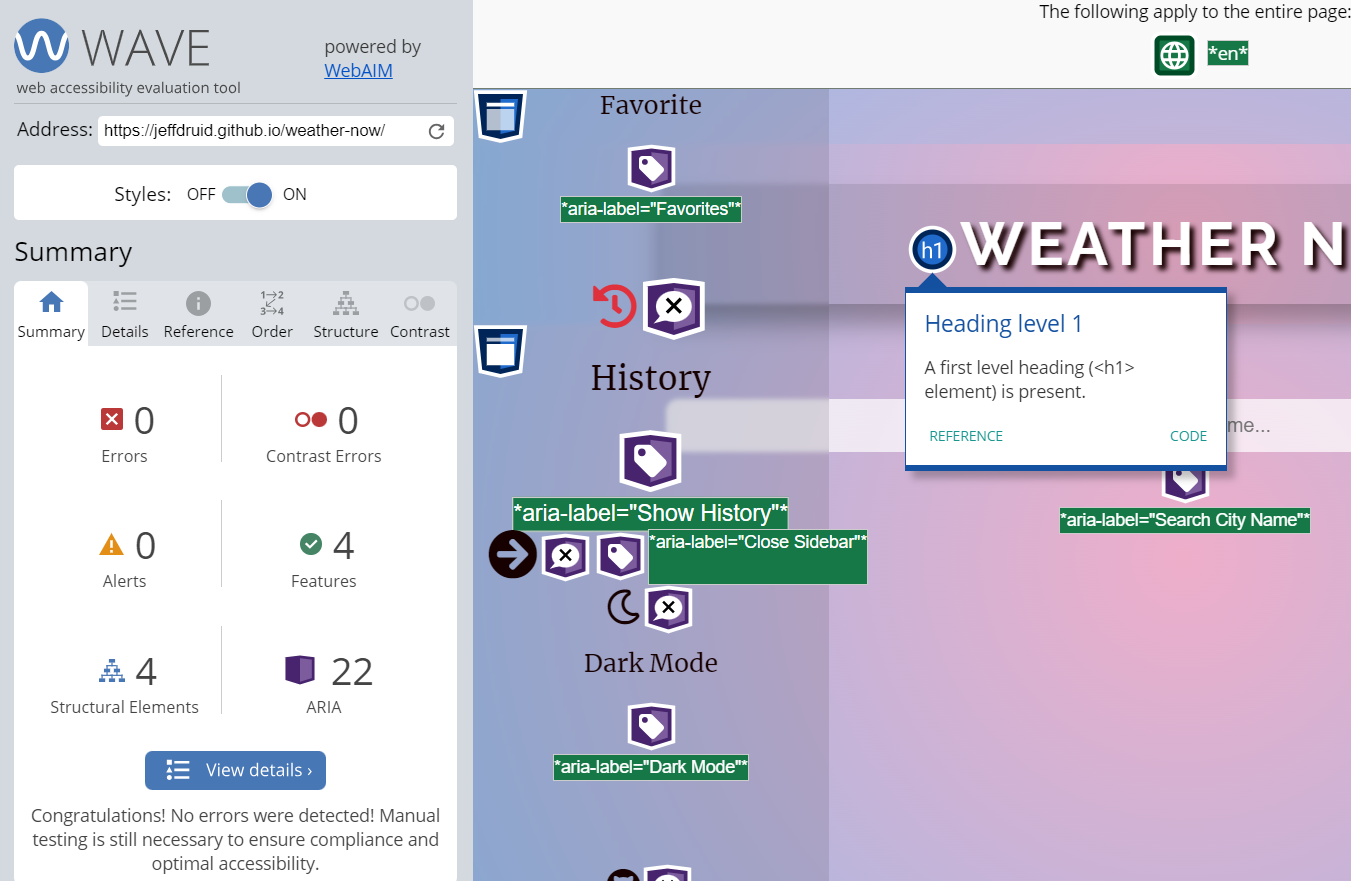 WAVE
web accessibility evaluation tool
powered by
WebAIM
Address: https://jeffdruid.github.io/weather-now/
Styles: OFF ON
Summary
Summary Details Reference Order Structure Contrast
0
Errors
0
Contrast Errors
0
Alerts
4
Features
4
Structural Elements
22
ARIA
View details ›
Congratulations! No errors were detected! Manual
testing is still necessary to ensure compliance and
optimal accessibility.
The following apply to the entire page:
*en*
Favorite
*aria-label="Favorites"*
h1 WEATHER N
Heading level 1
A first level heading (<h1>
element) is present.
REFERENCE CODE
me...
*aria-label="Search City Name"*
History
*aria-label="Show History"*
*aria-label="Close Sidebar"*
Dark Mode
*aria-label="Dark Mode"*